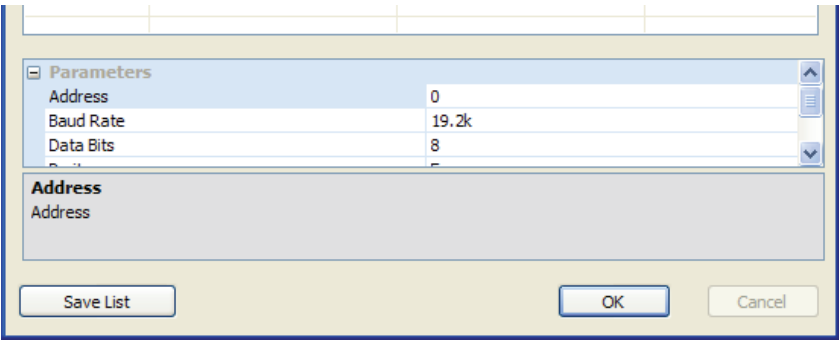 Parameters
Address 0
Baud Rate 19.2k
Data Bits 8
Address
Address
Save List OK Cancel